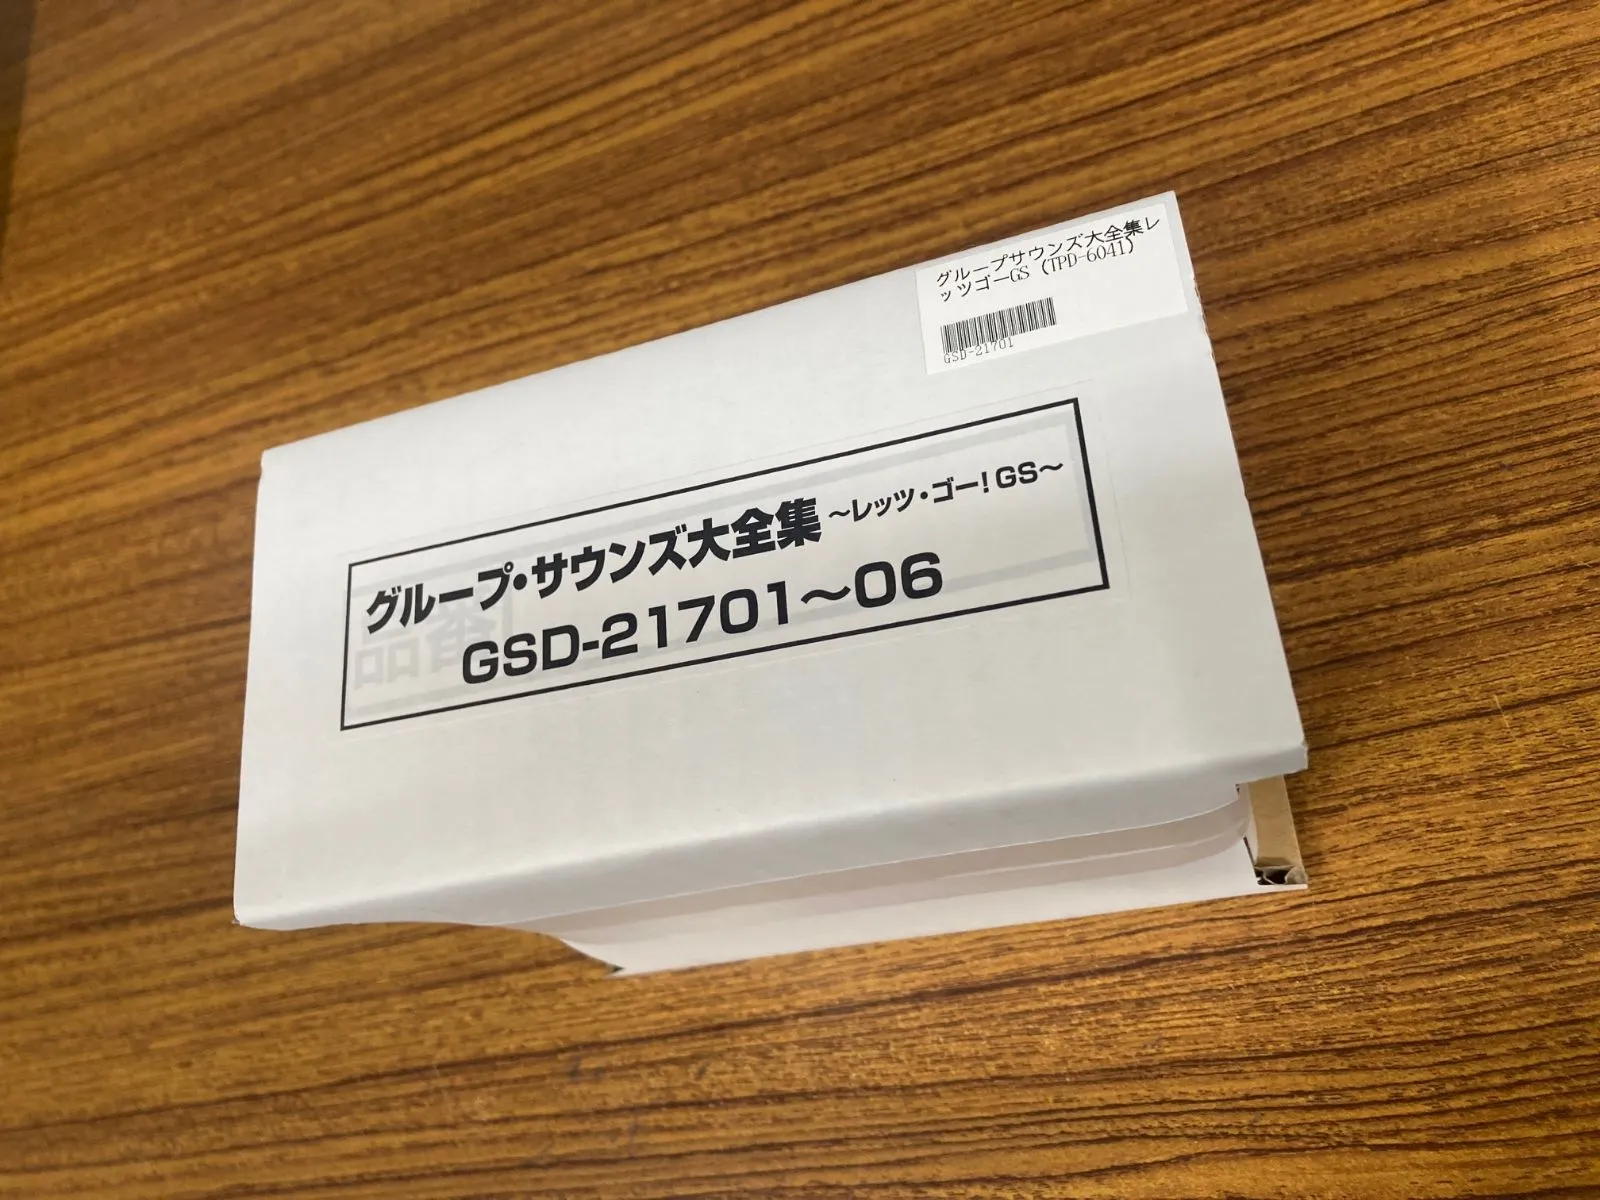 グループサウンズ大全集レ
ッツゴーGS (TPD-6041)
GSD-21701
グループ・サウンズ大全集 ～レッツ・ゴー!GS～
GSD-21701～06
品番